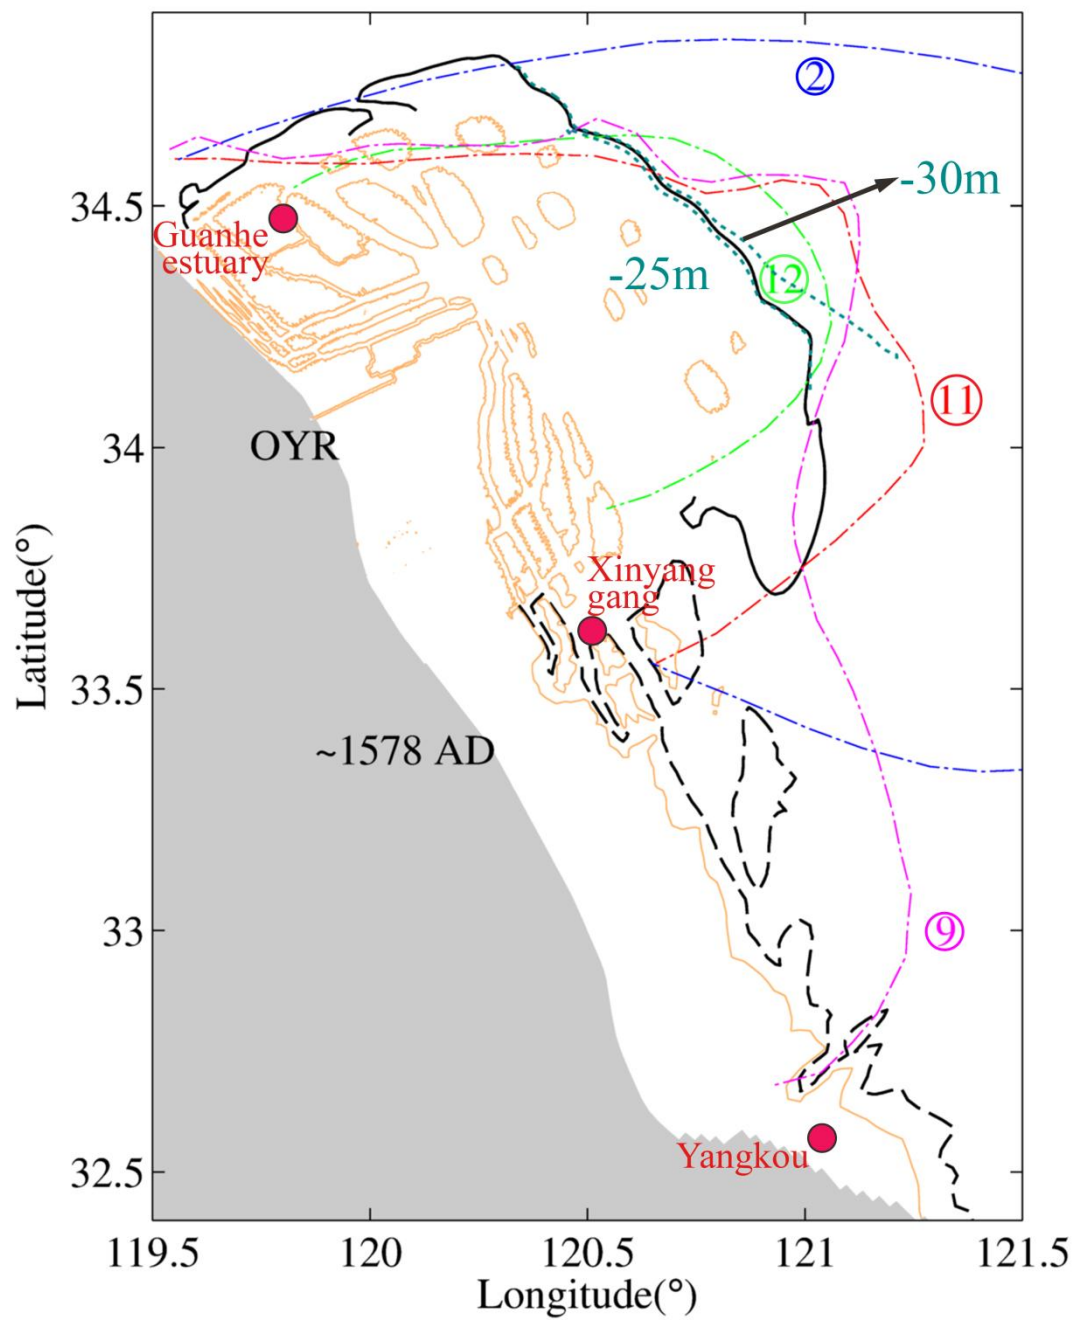 ②
34.5
-30m
Guanhe
estuary
-25m
⑫
⑪
34
OYR
Xinyang
gang
Latitude(°)
33.5
~1578 AD
33
⑨
Yangkou
32.5
119.5
120
120.5
121
121.5
Longitude(°)